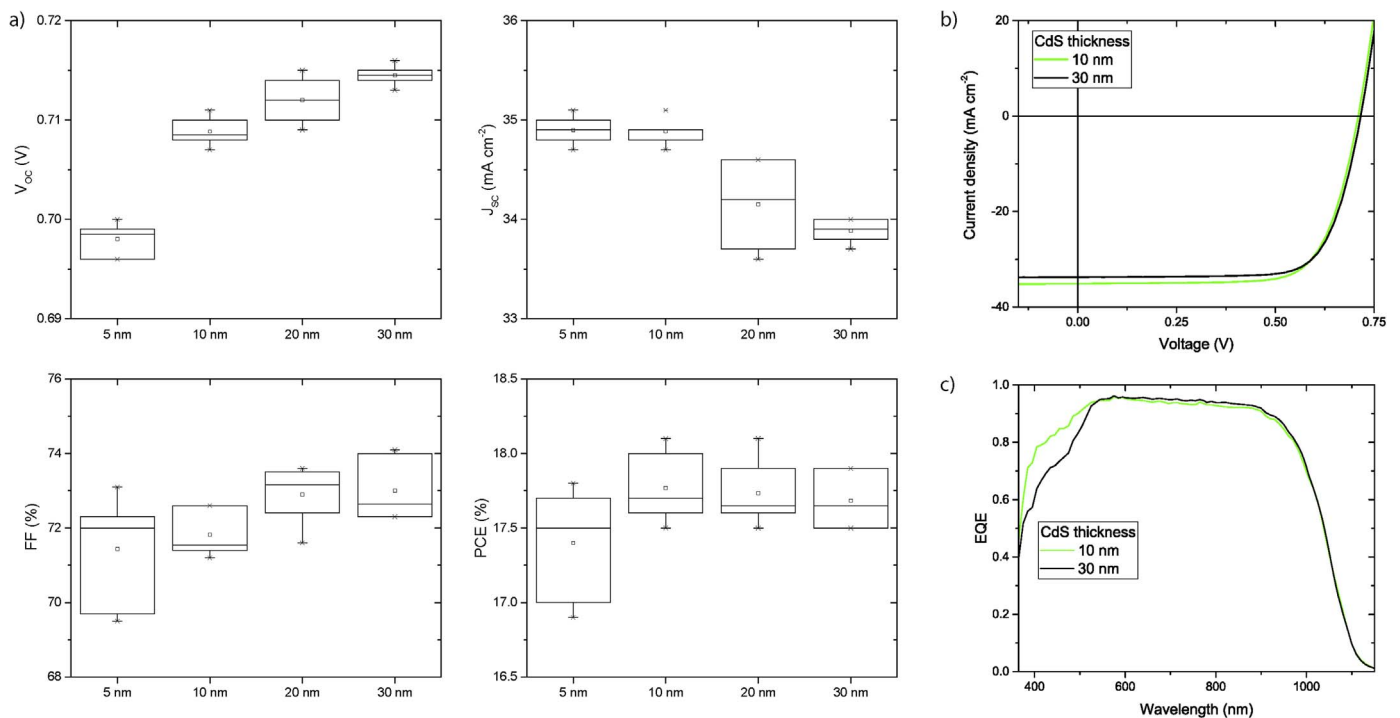 a)
0.72
0.71
0.70
0.69
V_OC (V)
5 nm 10 nm 20 nm 30 nm
36
35
34
33
J_SC (mA cm⁻²)
5 nm 10 nm 20 nm 30 nm
76
74
72
70
68
FF (%)
5 nm 10 nm 20 nm 30 nm
18.5
18.0
17.5
17.0
16.5
PCE (%)
5 nm 10 nm 20 nm 30 nm
b)
20
0
-20
-40
Current density (mA cm⁻²)
CdS thickness
10 nm
30 nm
0.00 0.25 0.50 0.75
Voltage (V)
c)
1.0
0.8
0.6
0.4
0.2
0.0
EQE
CdS thickness
10 nm
30 nm
400 600 800 1000
Wavelength (nm)